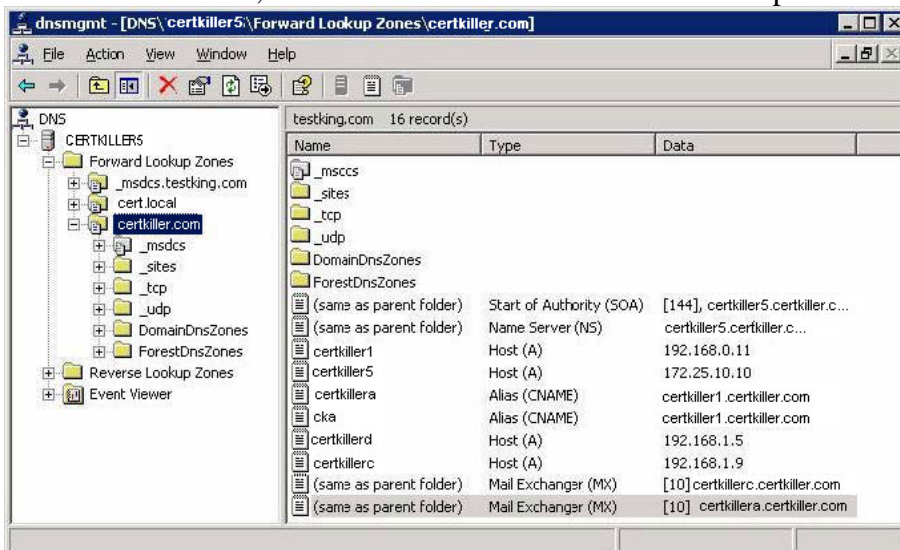 dnsmgmt - [DNS\certkiller5\Forward Lookup Zones\certkiller.com]
File Action View Window Help
DNS
CERTKILLER5
Forward Lookup Zones
_msdcs.testking.com
cert.local
certkiller.com
_msdcs
_sites
_tcp
_udp
DomainDnsZones
ForestDnsZones
Reverse Lookup Zones
Event Viewer
testking.com 16 record(s)
Name Type Data
_msccs
_sites
_tcp
_udp
DomainDnsZones
ForestDnsZones
(same as parent folder) Start of Authority (SOA) [144], certkiller5.certkiller.c...
(same as parent folder) Name Server (NS) certkiller5.certkiller.c...
certkiller1 Host (A) 192.168.0.11
certkiller5 Host (A) 172.25.10.10
certkillera Alias (CNAME) certkiller1.certkiller.com
cka Alias (CNAME) certkiller1.certkiller.com
certkillerd Host (A) 192.168.1.5
certkillerc Host (A) 192.168.1.9
(same as parent folder) Mail Exchanger (MX) [10] certkillerc.certkiller.com
(same as parent folder) Mail Exchanger (MX) [10] certkillera.certkiller.com